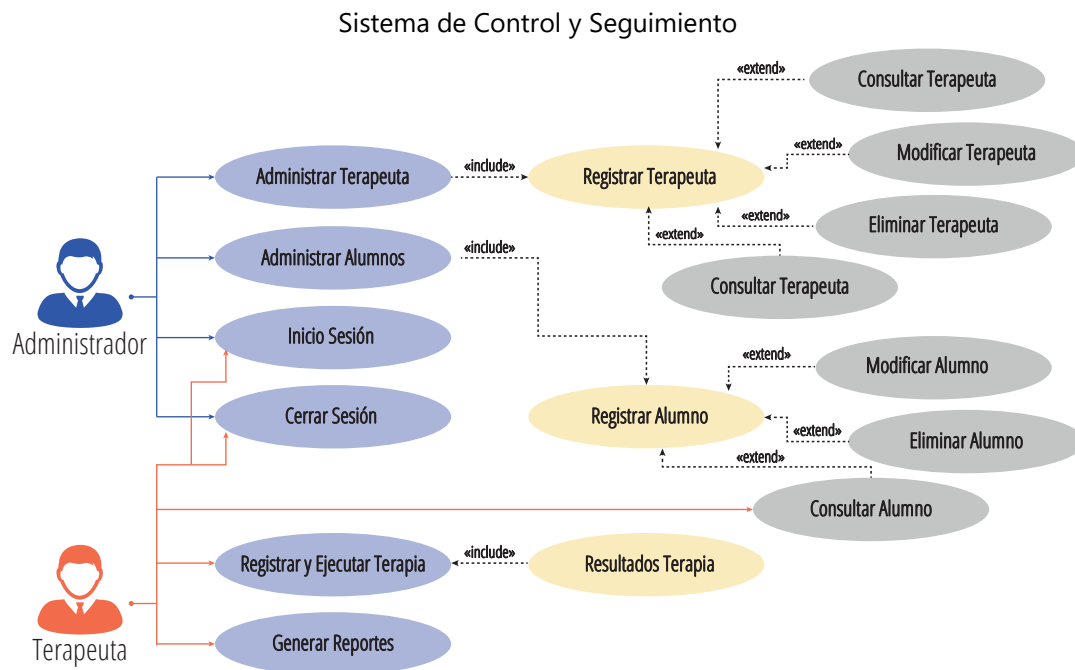 Sistema de Control y Seguimiento
«extend»
Consultar Terapeuta
«extend»
Modificar Terapeuta
Administrar Terapeuta
«include»
Registrar Terapeuta
«extend»
Eliminar Terapeuta
«extend»
Administrar Alumnos
«include»
Consultar Terapeuta
Administrador
Inicio Sesión
«extend»
Modificar Alumno
Cerrar Sesión
Registrar Alumno
«extend»
Eliminar Alumno
«extend»
Consultar Alumno
Registrar y Ejecutar Terapia
«include»
Resultados Terapia
Terapeuta
Generar Reportes